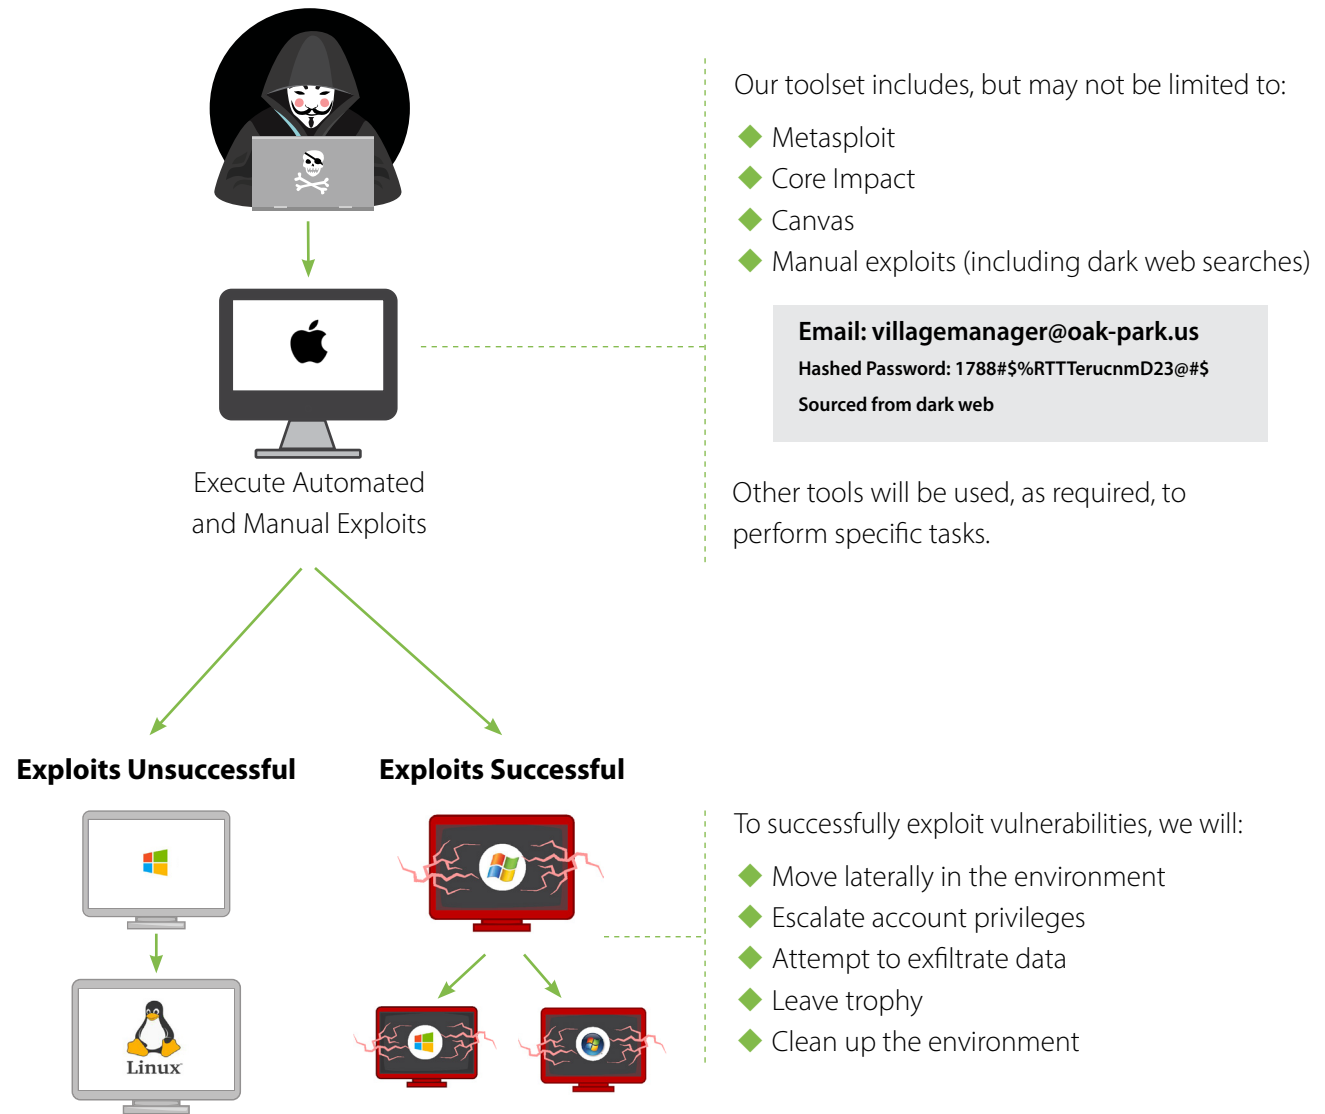 Our toolset includes, but may not be limited to:
Metasploit
Core Impact
Canvas
Manual exploits (including dark web searches)
Email: villagemanager@oak-park.us
Hashed Password: 1788#$%RTTTerucnmD23@#$
Sourced from dark web
Execute Automated
and Manual Exploits
Other tools will be used, as required, to
perform specific tasks.
Exploits Unsuccessful
Exploits Successful
Linux
To successfully exploit vulnerabilities, we will:
Move laterally in the environment
Escalate account privileges
Attempt to exfiltrate data
Leave trophy
Clean up the environment